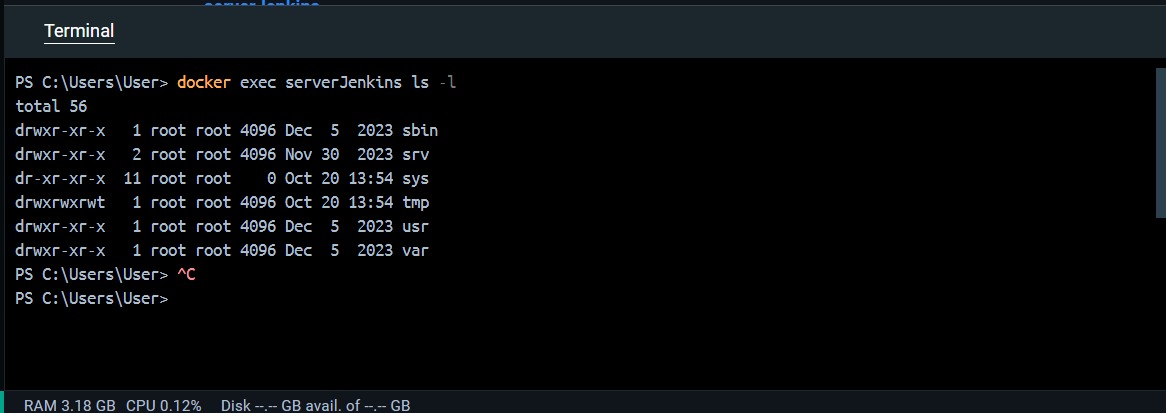 Terminal
PS C:\Users\User> docker exec serverJenkins ls -l
total 56
drwxr-xr-x   1 root root 4096 Dec  5  2023 sbin
drwxr-xr-x   2 root root 4096 Nov 30  2023 srv
dr-xr-xr-x  11 root root    0 Oct 20 13:54 sys
drwxrwxrwt   1 root root 4096 Oct 20 13:54 tmp
drwxr-xr-x   1 root root 4096 Dec  5  2023 usr
drwxr-xr-x   1 root root 4096 Dec  5  2023 var
PS C:\Users\User> ^C
PS C:\Users\User>
RAM 3.18 GB  CPU 0.12%    Disk --.-- GB avail. of --.-- GB